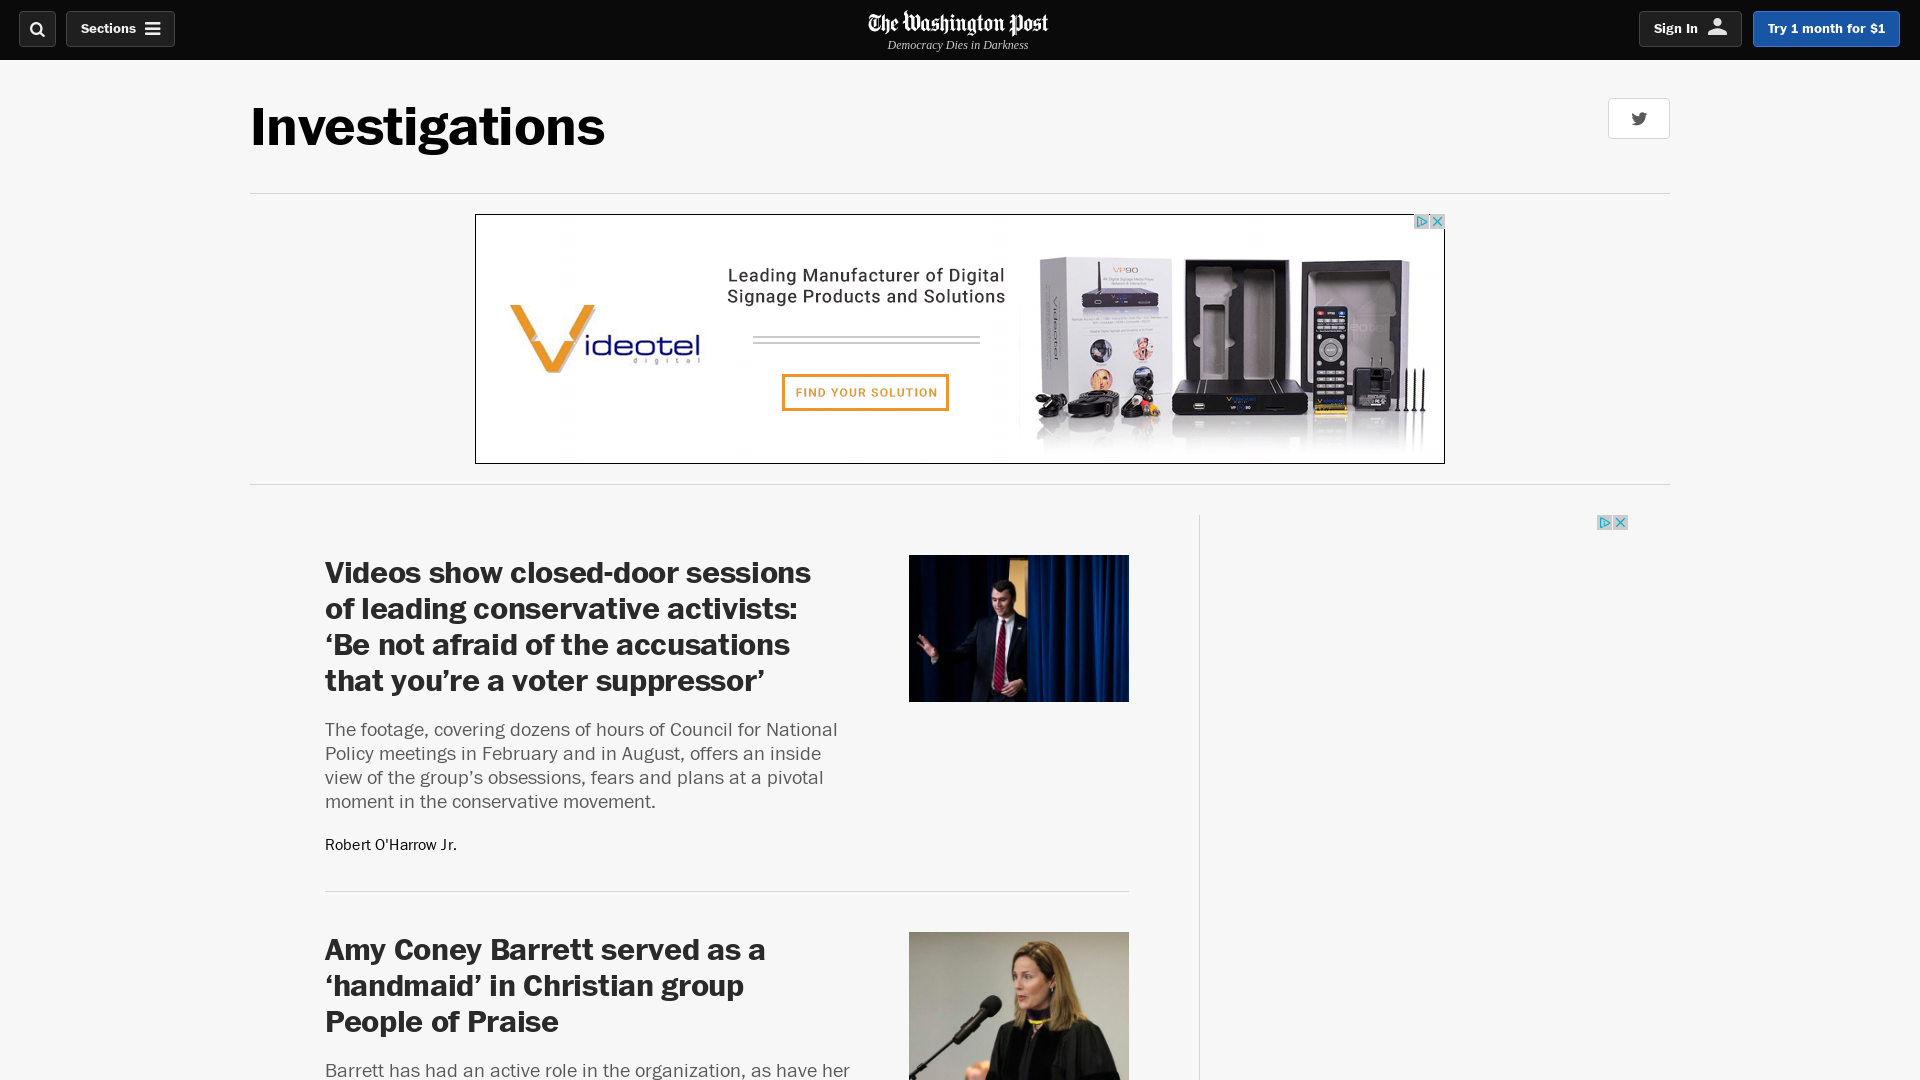 Sections
The Washington Post
Democracy Dies in Darkness
Sign In
Try 1 month for $1
Investigations
Leading Manufacturer of Digital
Signage Products and Solutions
Videotel
digital
FIND YOUR SOLUTION
VP90
Videotel
Videos show closed-door sessions
of leading conservative activists:
‘Be not afraid of the accusations
that you’re a voter suppressor’
The footage, covering dozens of hours of Council for National
Policy meetings in February and in August, offers an inside
view of the group’s obsessions, fears and plans at a pivotal
moment in the conservative movement.
Robert O'Harrow Jr.
Amy Coney Barrett served as a
‘handmaid’ in Christian group
People of Praise
Barrett has had an active role in the organization, as have her